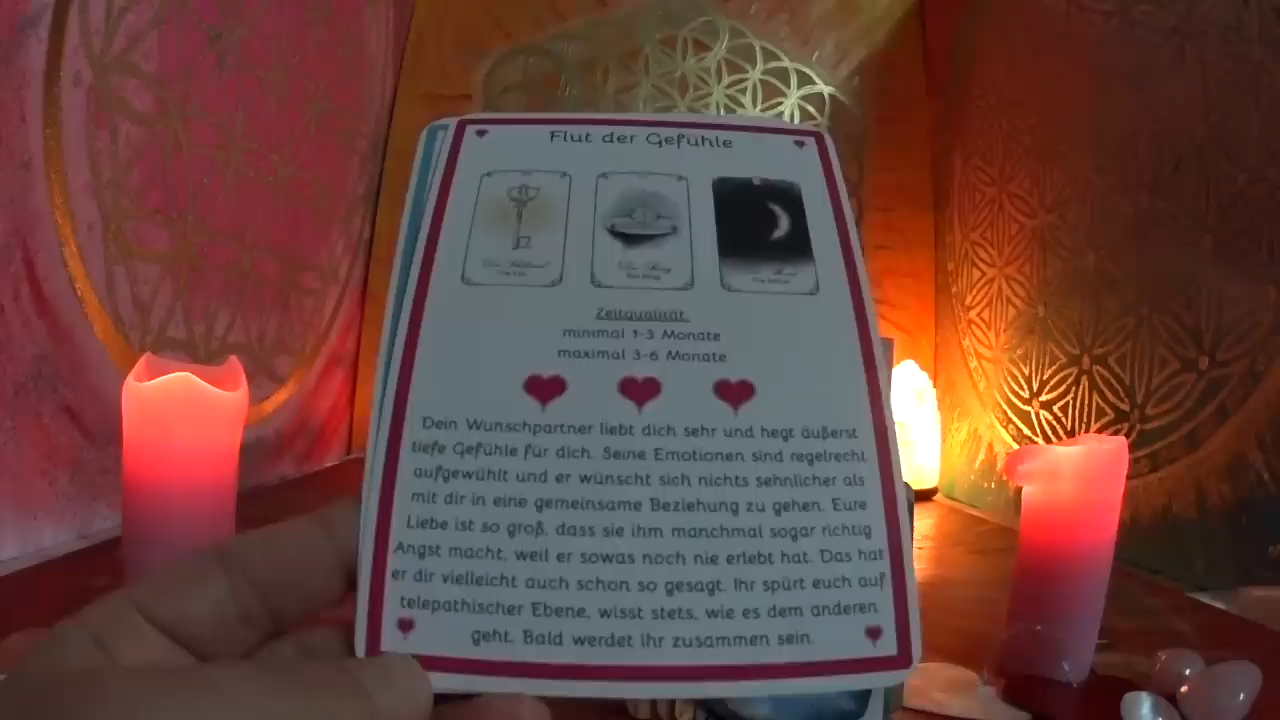 Flut der Gefühle
Zeitqualität
minimal 1-3 Monate
maximal 3-6 Monate
Dein Wunschpartner liebt dich sehr und hegt äußerst
tiefe Gefühle für dich. Seine Emotionen sind regelrecht
aufgewühlt und er wünscht sich nichts sehnlicher als
mit dir in eine gemeinsame Beziehung zu gehen. Eure
Liebe ist so groß, dass sie ihm manchmal sogar richtig
Angst macht, weil er sowas noch nie erlebt hat. Das hat
er dir vielleicht auch schon so gesagt. Ihr spürt euch auf
telepathischer Ebene, wisst stets, wie es dem anderen
geht. Bald werdet ihr zusammen sein.